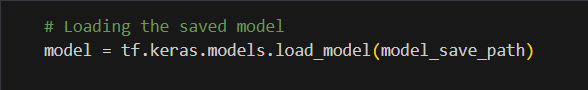 # Loading the saved model
model = tf.keras.models.load_model(model_save_path)